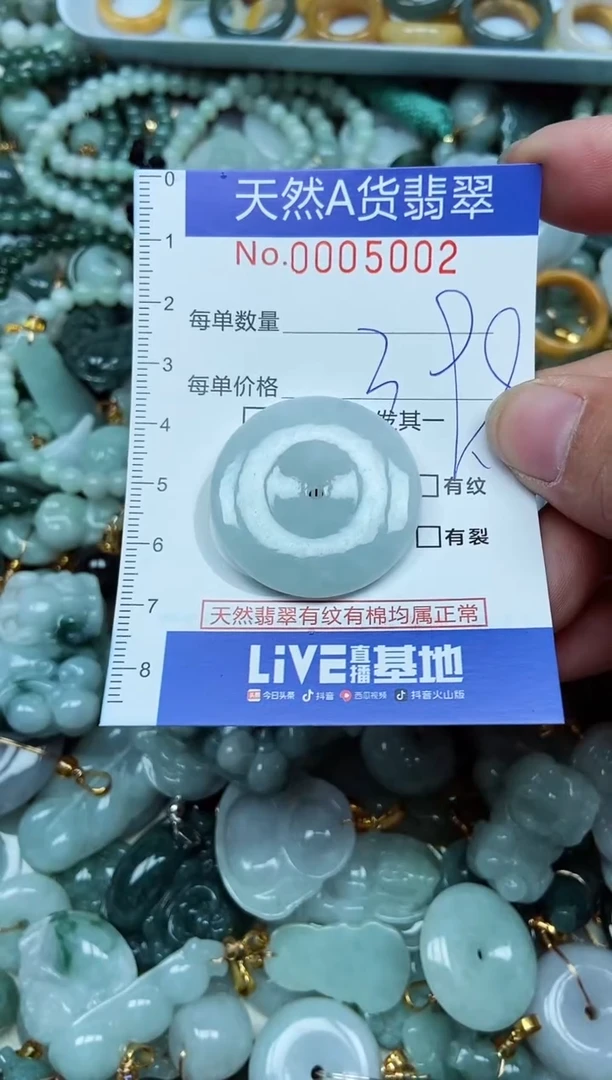 天然A货翡翠
No.0005002
每单数量
每单价格
发其一
有纹
有裂
天然翡翠有纹有棉均属正常
LiVE直播基地
今日头条 抖音 西瓜视频 抖音火山版
0
1
2
3
4
5
6
7
8